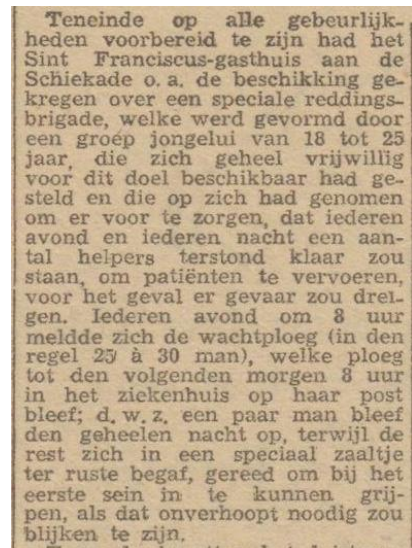 Teneinde op alle gebeurlijk-
heden voorbereid te zijn had het
Sint Franciscus-gasthuis aan de
Schiekade o. a. de beschikking ge-
kregen over een speciale reddings-
brigade, welke werd gevormd door
een groep jongelui van 18 tot 25
jaar, die zich geheel vrijwillig
voor dit doel beschikbaar had ge-
steld en die op zich had genomen
om er voor te zorgen, dat iederen
avond en iederen nacht een aan-
tal helpers terstond klaar zou
staan, om patiënten te vervoeren,
voor het geval er gevaar zou drei-
gen. Iederen avond om 8 uur
meldde zich de wachtploeg (in den
regel 25 à 30 man), welke ploeg
tot den volgenden morgen 8 uur
in het ziekenhuis op haar post
bleef; d. w. z. een paar man bleef
den geheelen nacht op, terwijl de
rest zich in een speciaal zaaltje
ter ruste begaf, gereed om bij het
eerste sein in te kunnen grij-
pen, als dat onverhoopt noodig zou
blijken te zijn.